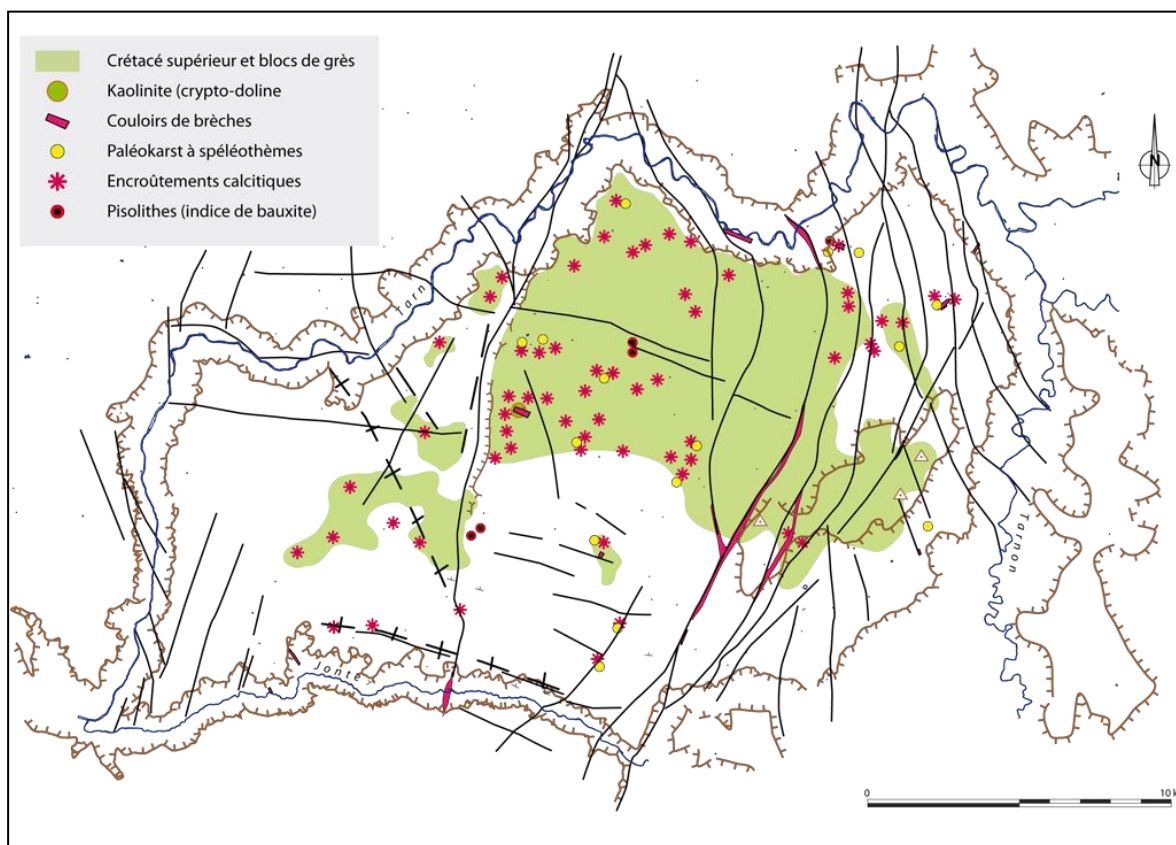 Crétacé supérieur et blocs de grès
Kaolinite (crypto-doline
Couloirs de brèches
Paléokarst à spéléothèmes
Encroûtements calcitiques
Pisolithes (indice de bauxite)
N
Tarn
Tarnon
Jonte
0 10 k